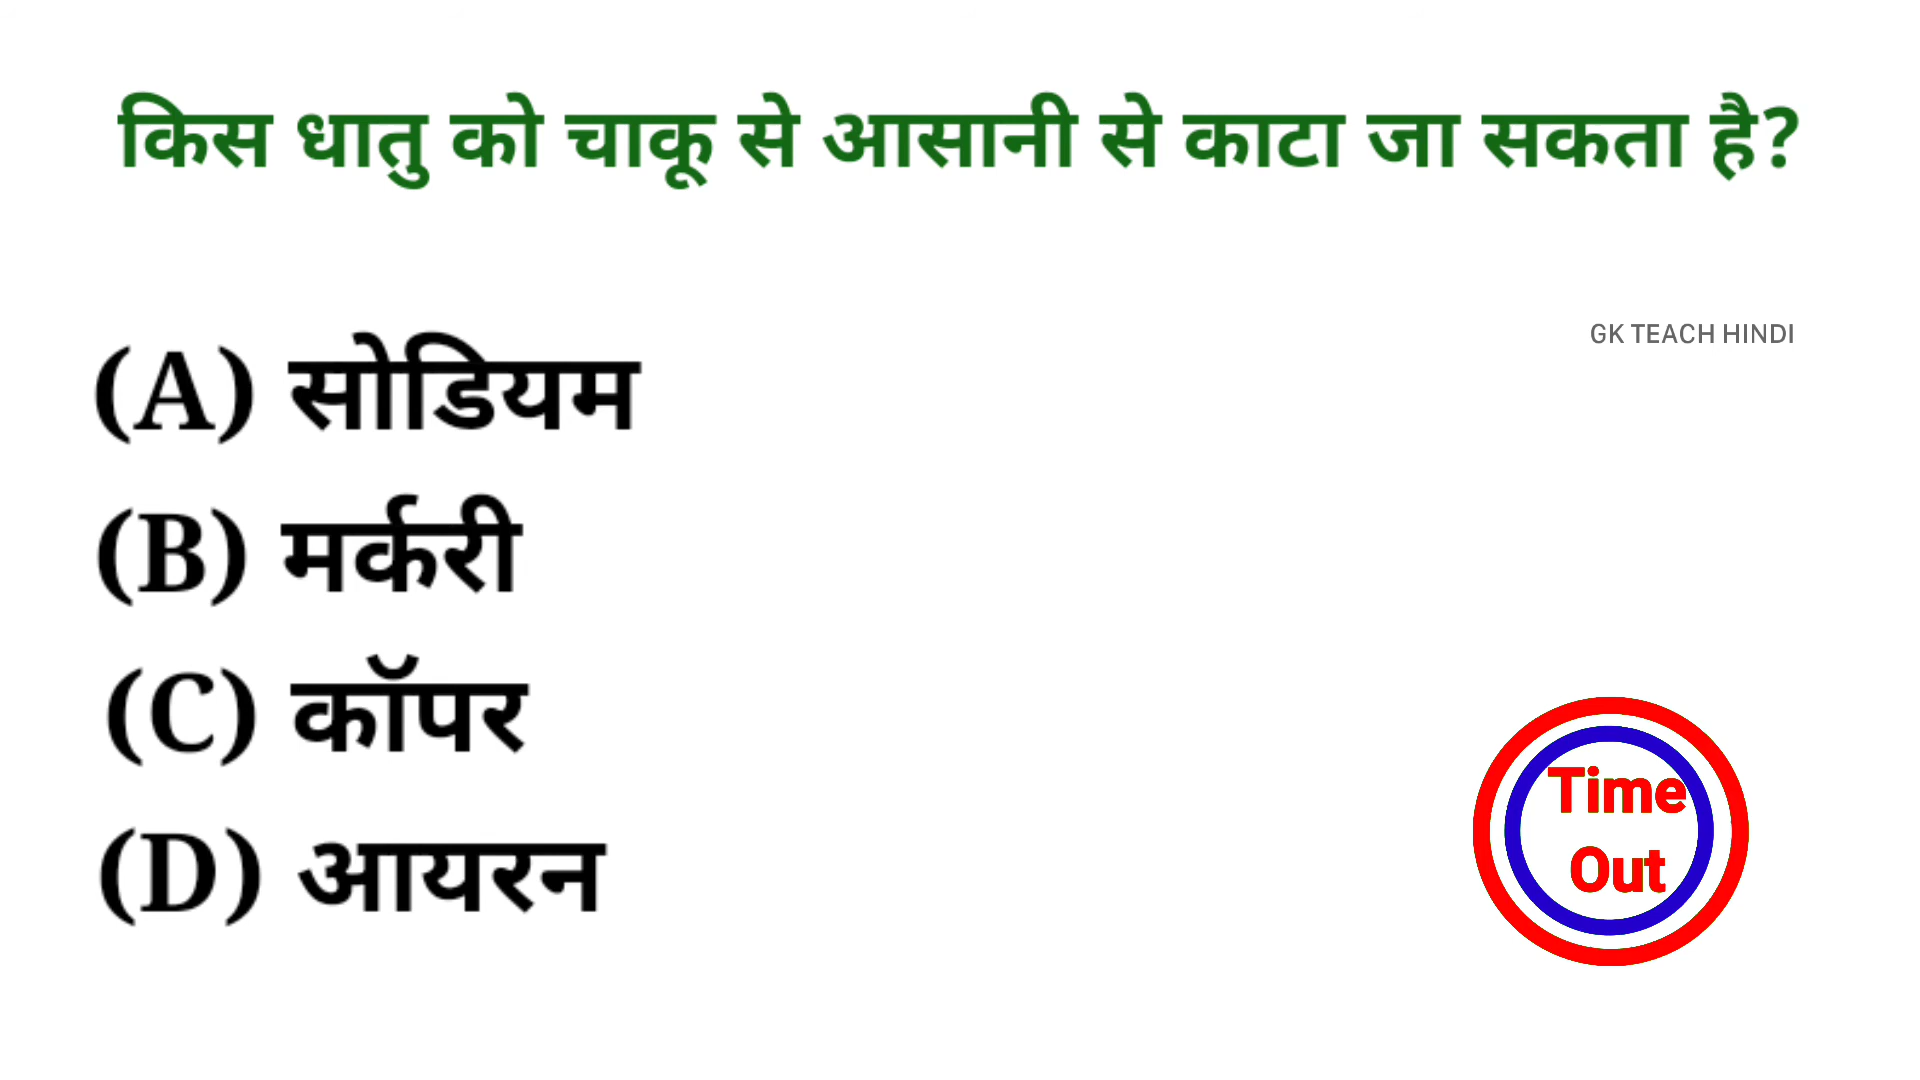 किस धातु को चाकू से आसानी से काटा जा सकता है?
GK TEACH HINDI
(A) सोडियम
(B) मर्करी
(C) कॉपर
(D) आयरन
Time
Out